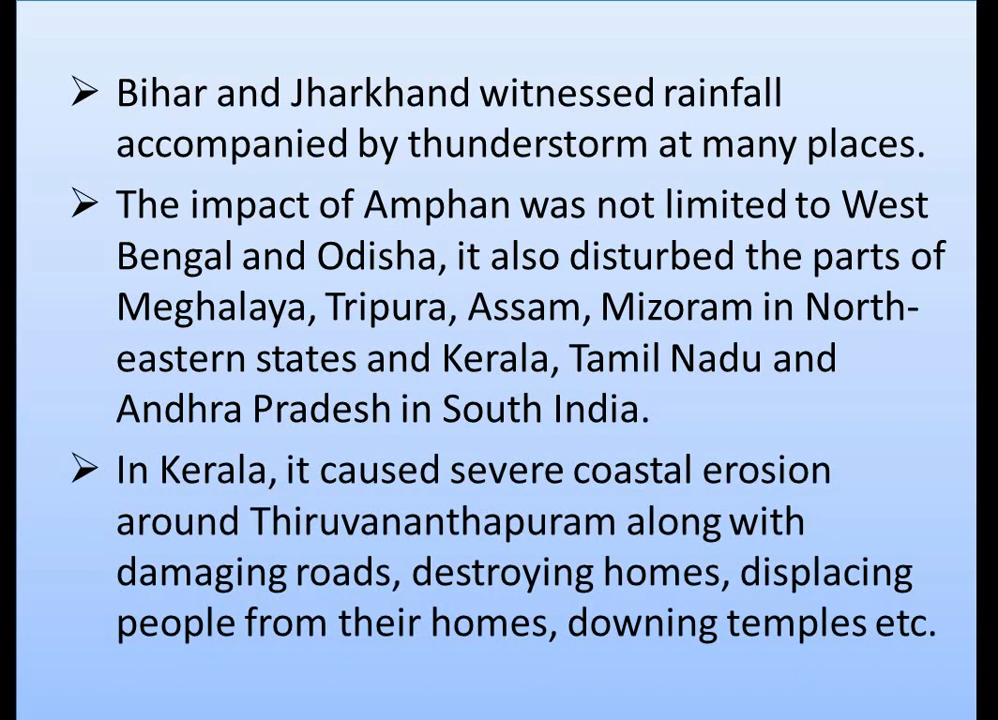 ➢ Bihar and Jharkhand witnessed rainfall
accompanied by thunderstorm at many places.
➢ The impact of Amphan was not limited to West
Bengal and Odisha, it also disturbed the parts of
Meghalaya, Tripura, Assam, Mizoram in North-
eastern states and Kerala, Tamil Nadu and
Andhra Pradesh in South India.
➢ In Kerala, it caused severe coastal erosion
around Thiruvananthapuram along with
damaging roads, destroying homes, displacing
people from their homes, downing temples etc.